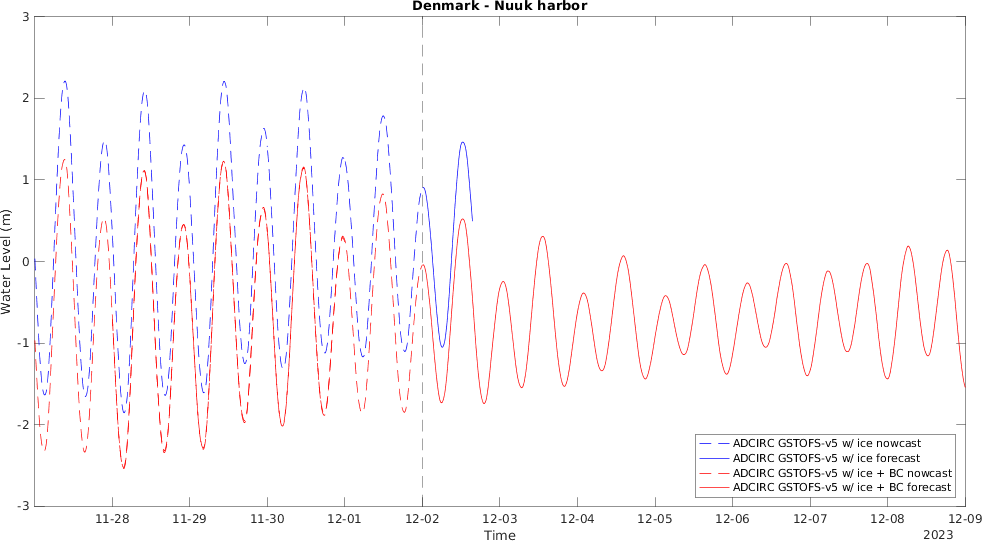 Denmark - Nuuk harbor
3
2
1
0
-1
-2
-3
Water Level (m)
ADCIRC GSTOFS-v5 w/ ice nowcast
ADCIRC GSTOFS-v5 w/ ice forecast
ADCIRC GSTOFS-v5 w/ ice + BC nowcast
ADCIRC GSTOFS-v5 w/ ice + BC forecast
11-28 11-29 11-30 12-01 12-02 12-03 12-04 12-05 12-06 12-07 12-08 12-09
Time
2023